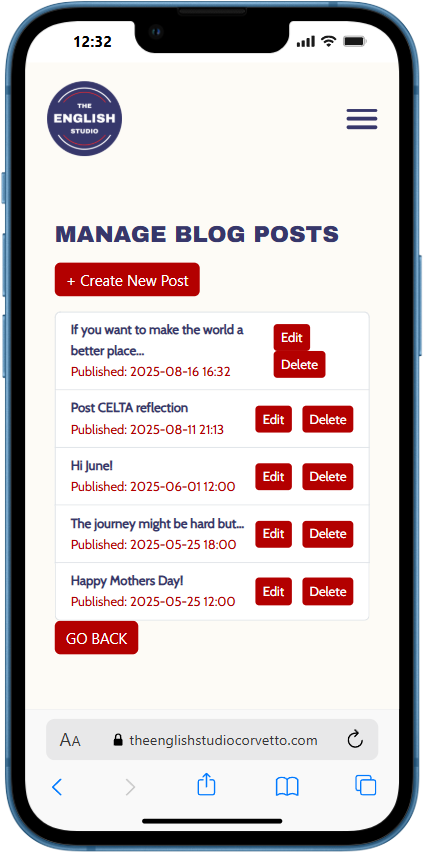 12:32
THE
ENGLISH
STUDIO
MANAGE BLOG POSTS
+ Create New Post
If you want to make the world a
better place...
Published: 2025-08-16 16:32
Edit
Delete
Post CELTA reflection
Published: 2025-08-11 21:13
Edit Delete
Hi June!
Published: 2025-06-01 12:00
Edit Delete
The journey might be hard but...
Published: 2025-05-25 18:00
Edit Delete
Happy Mothers Day!
Published: 2025-05-25 12:00
Edit Delete
GO BACK
AA theenglishstudiocorvetto.com